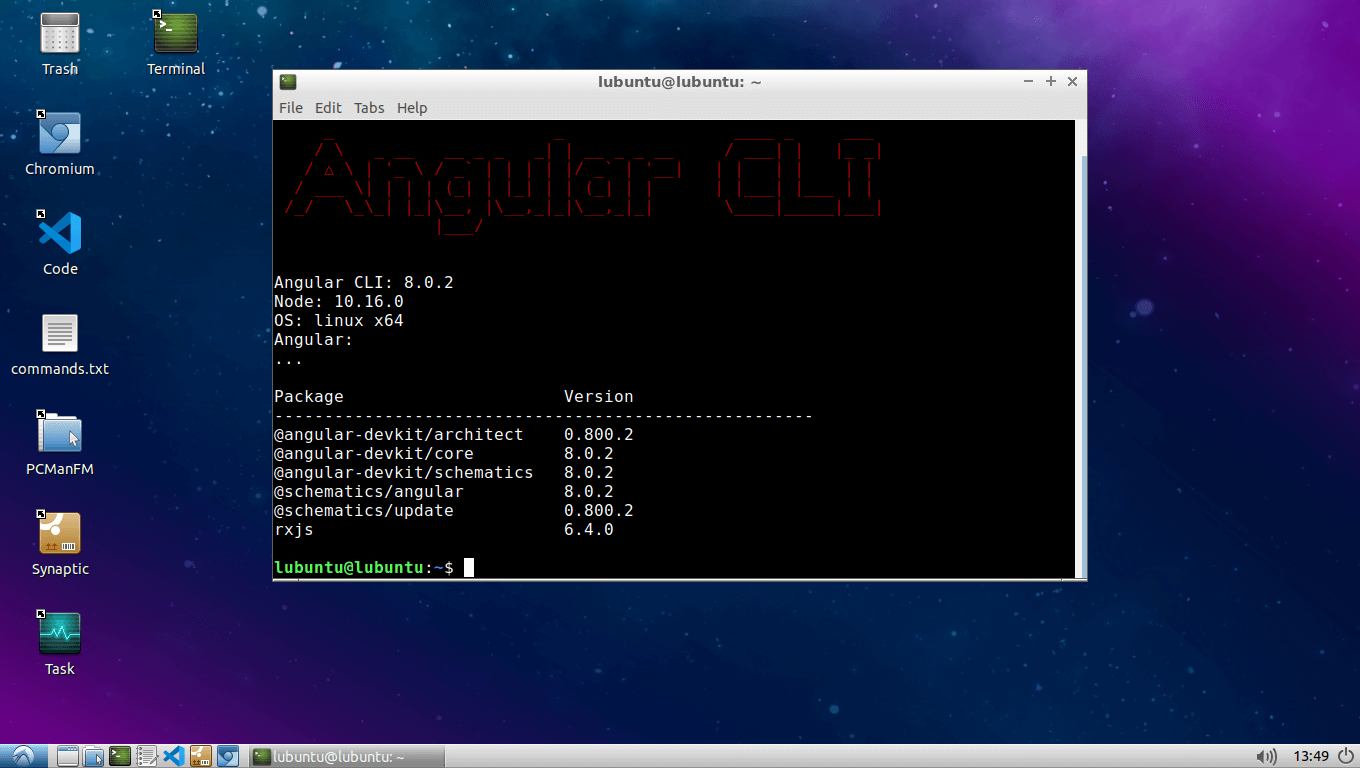 Trash
Terminal
Chromium
Code
commands.txt
PCManFM
Synaptic
Task
lubuntu@lubuntu: ~
File Edit Tabs Help
Angular CLI
Angular CLI: 8.0.2
Node: 10.16.0
OS: linux x64
Angular:
...
Package Version
------------------------------------------------------
@angular-devkit/architect 0.800.2
@angular-devkit/core 8.0.2
@angular-devkit/schematics 8.0.2
@schematics/angular 8.0.2
@schematics/update 0.800.2
rxjs 6.4.0
lubuntu@lubuntu:~$
lubuntu@lubuntu: ~
13:49